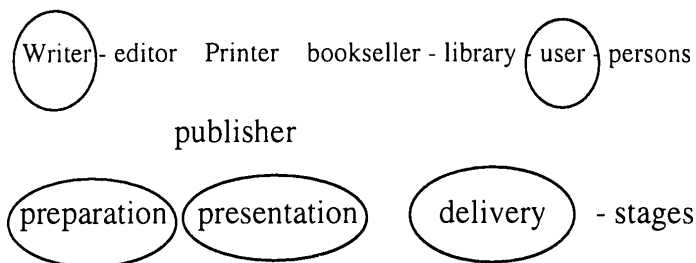 Writer - editor Printer bookseller - library - user - persons
publisher
preparation presentation delivery - stages